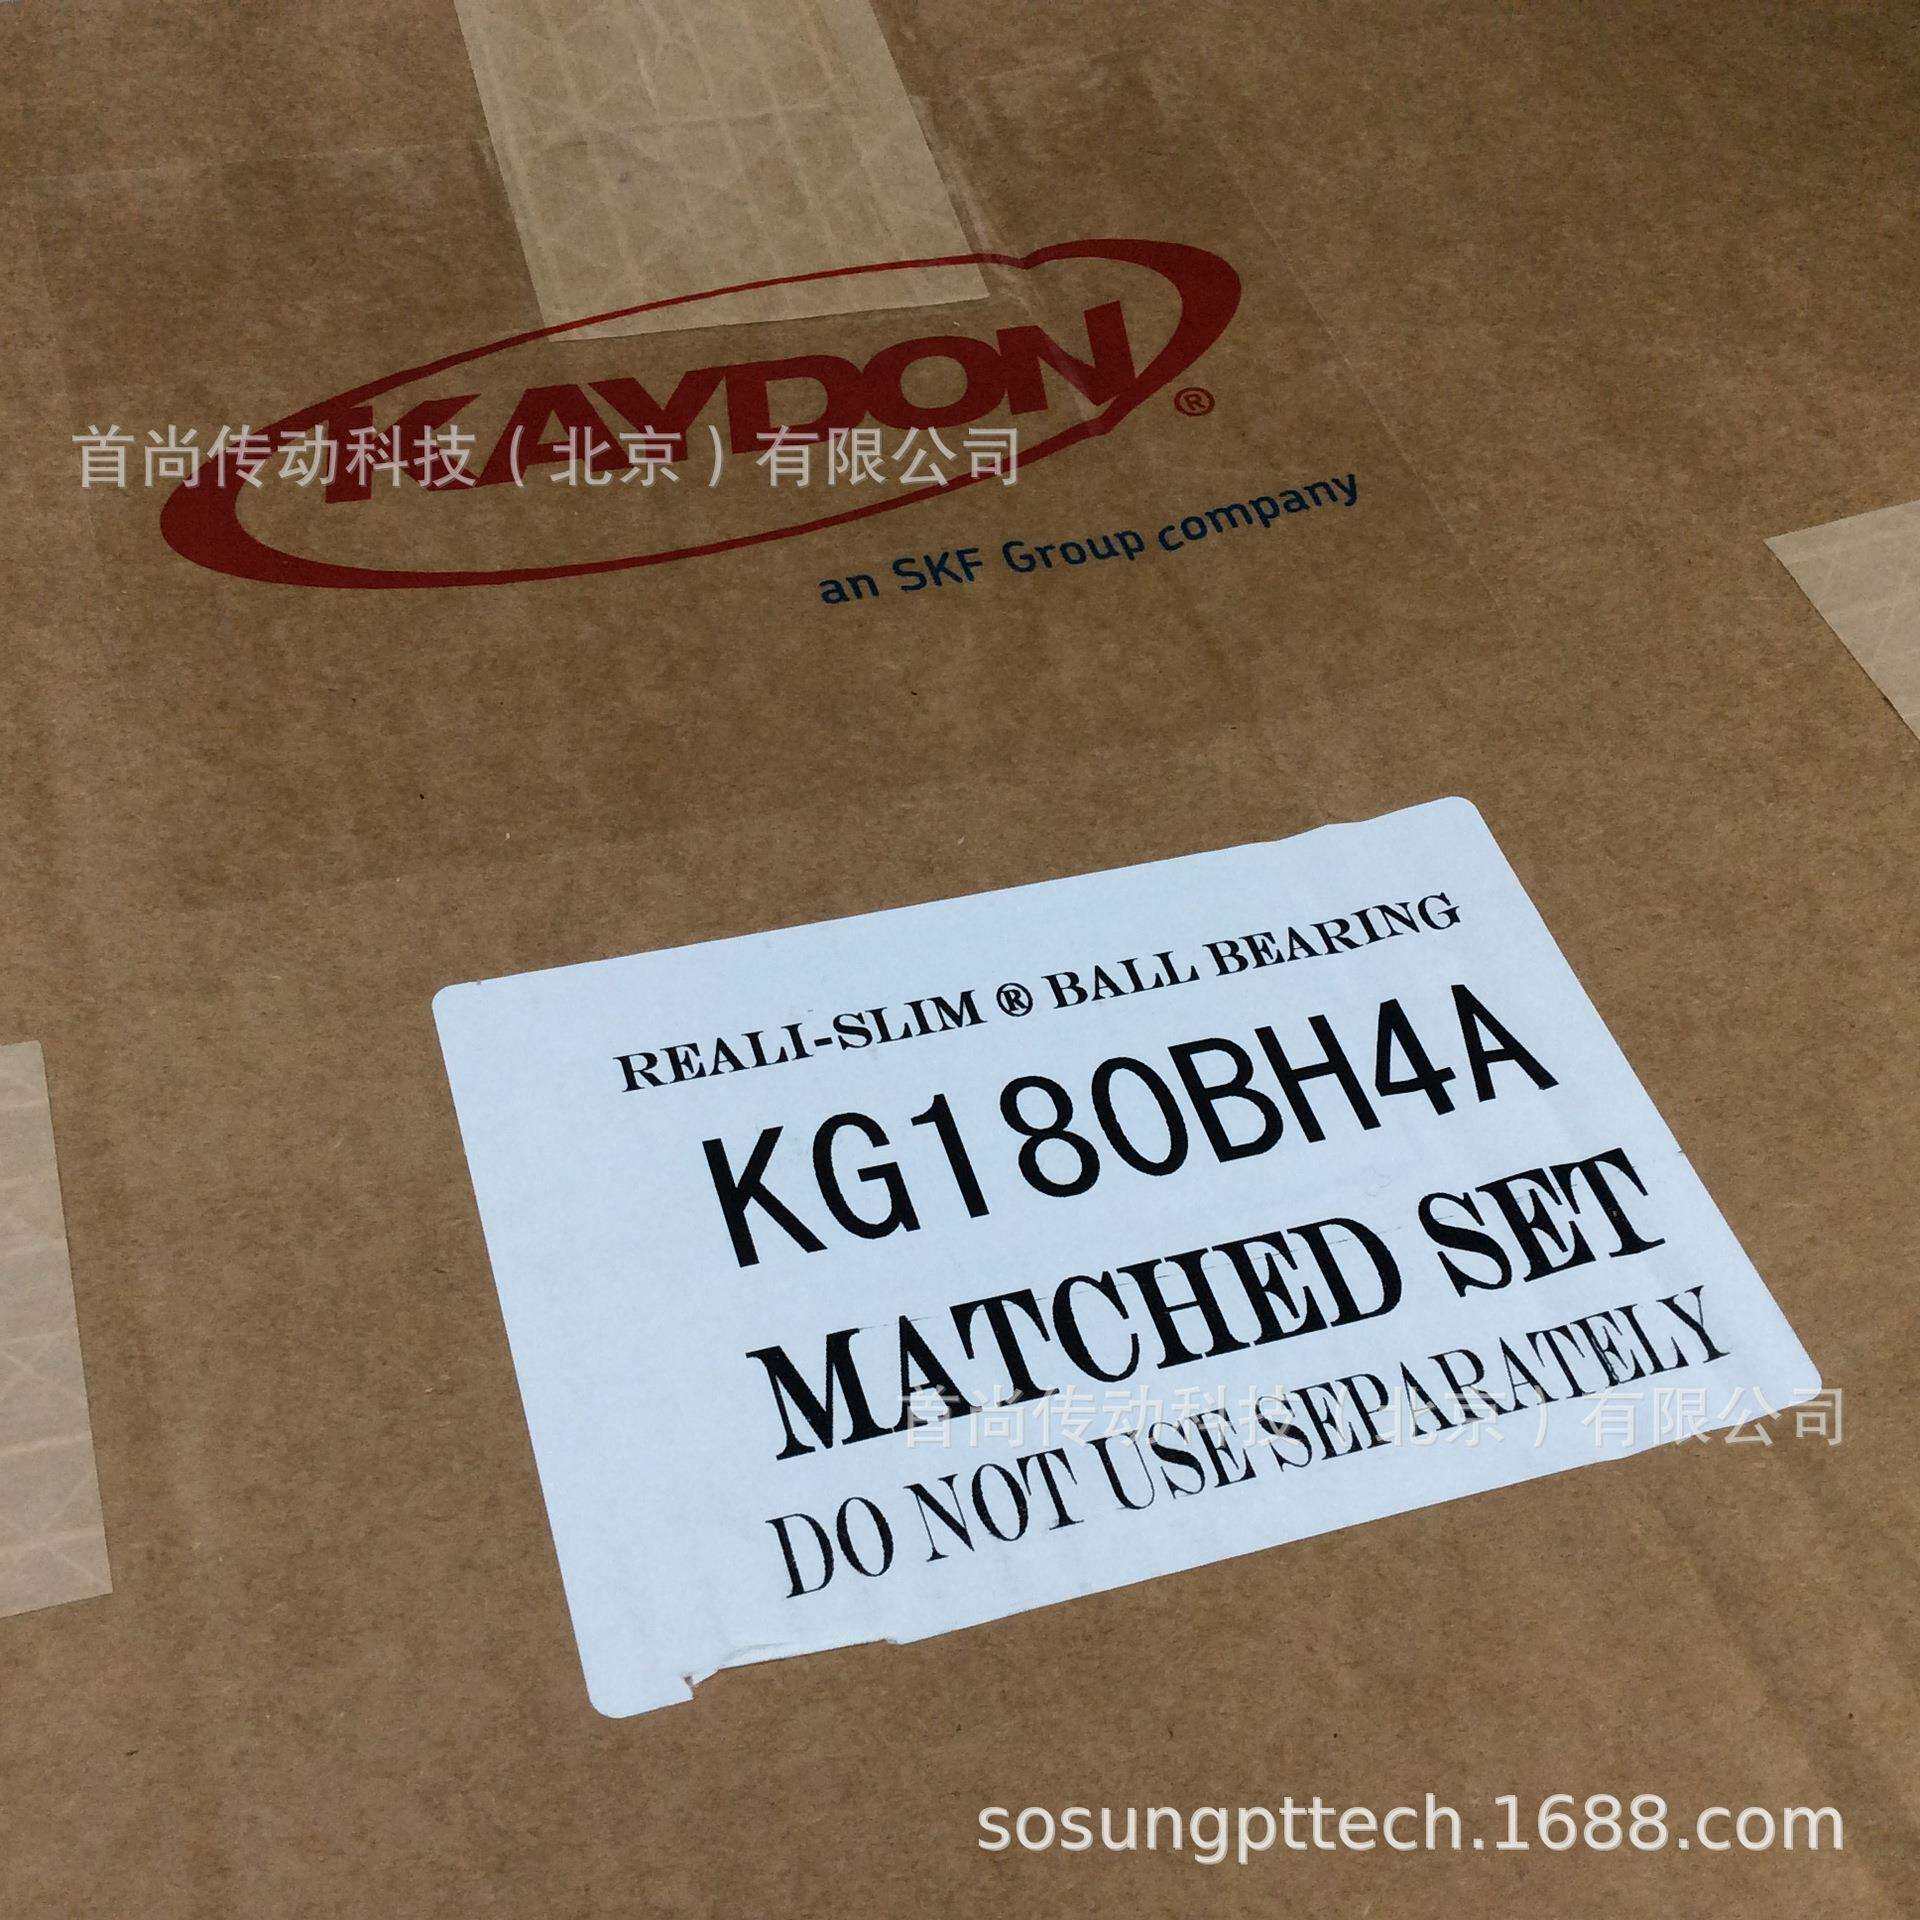 KAYDON®
首尚传动科技（北京）有限公司
an SKF Group company
REALI-SLIM ® BALL BEARING
KG180BH4A
MATCHED SET
DO NOT USE SEPARATELY
首尚传动科技（北京）有限公司
sosungpttech.1688.com